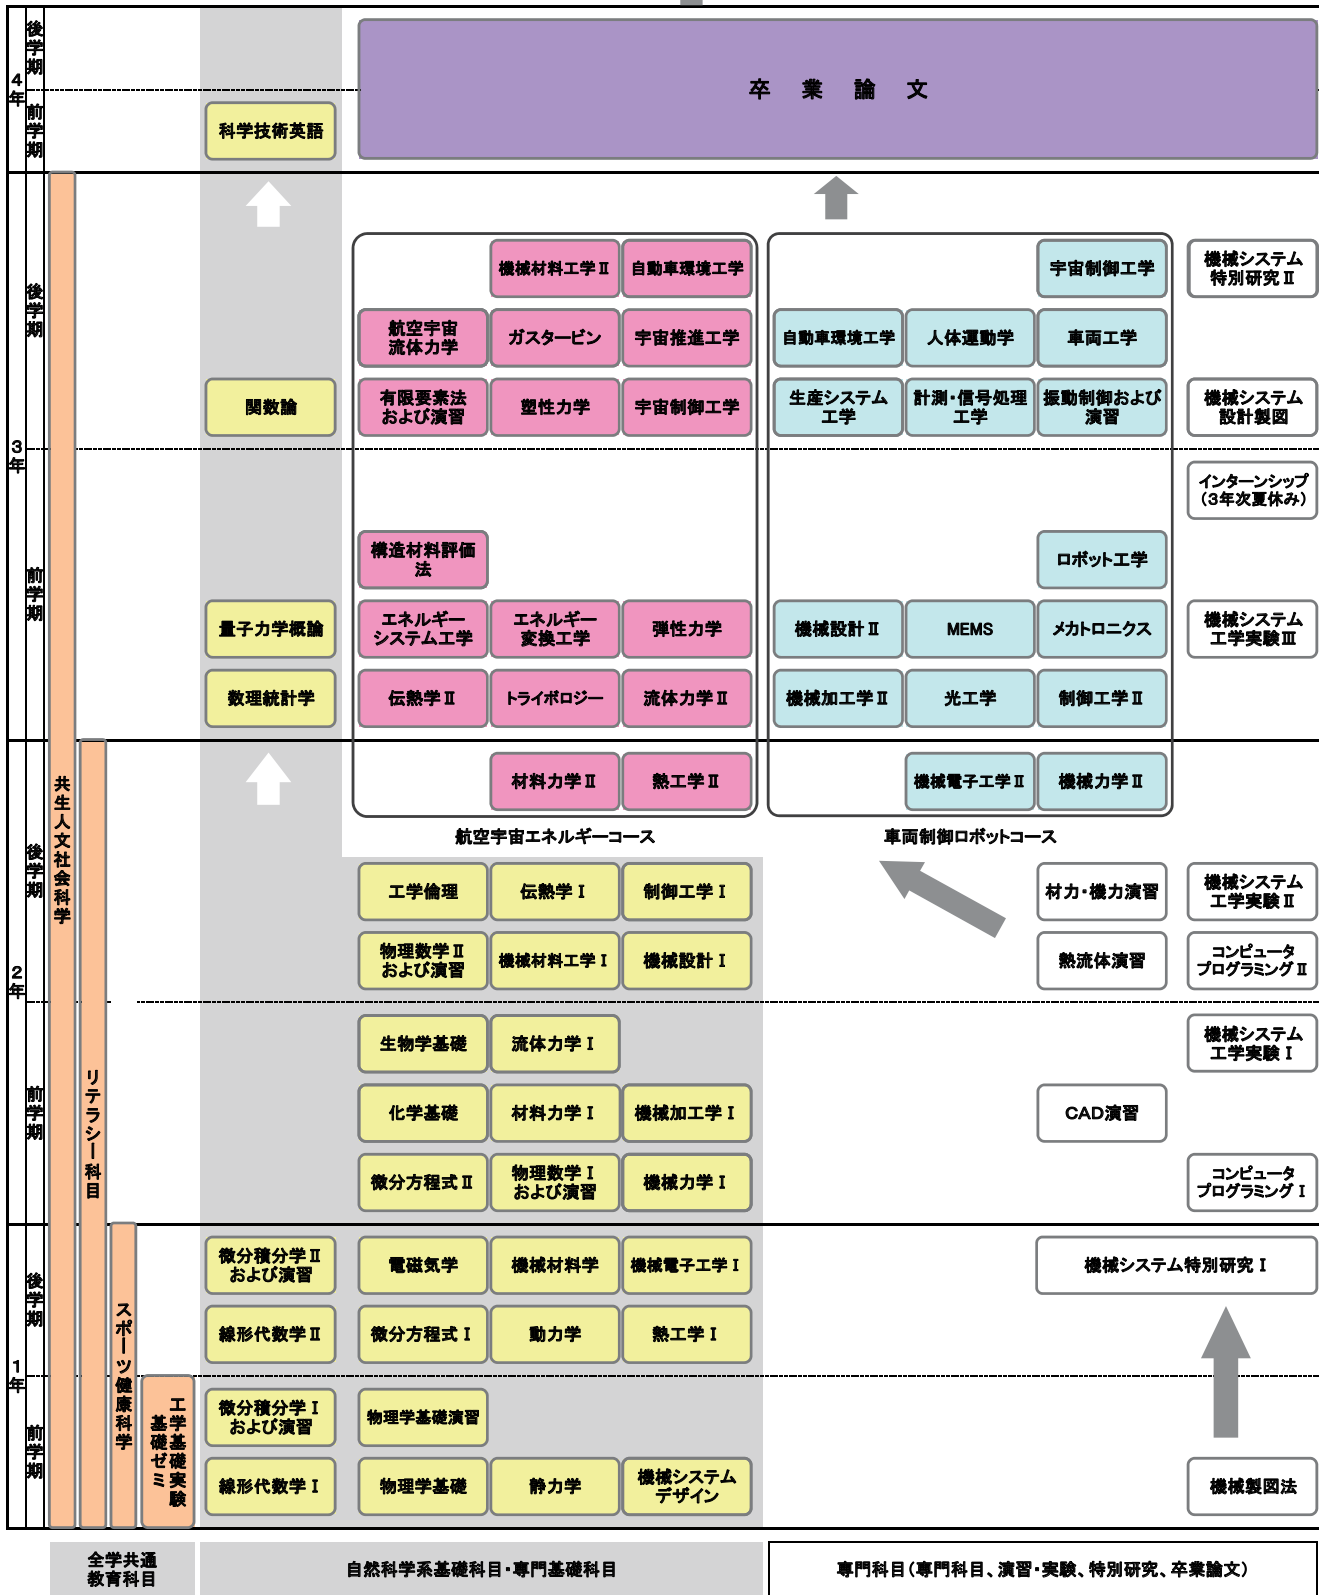 4年
後学期
卒業論文
前学期
科学技術英語
3年
後学期
機械材料工学Ⅱ
自動車環境工学
宇宙制御工学
機械システム
特別研究Ⅱ
航空宇宙
流体力学
ガスタービン
宇宙推進工学
自動車環境工学
人体運動学
車両工学
関数論
有限要素法
および演習
塑性力学
宇宙制御工学
生産システム
工学
計測・信号処理
工学
振動制御および
演習
機械システム
設計製図
前学期
インターンシップ
(3年次夏休み)
構造材料評価
法
ロボット工学
量子力学概論
エネルギー
システム工学
エネルギー
変換工学
弾性力学
機械設計Ⅱ
MEMS
メカトロニクス
機械システム
工学実験Ⅲ
数理統計学
伝熱学Ⅱ
トライボロジー
流体力学Ⅱ
機械加工学Ⅱ
光工学
制御工学Ⅱ
2年
後学期
材料力学Ⅱ
熱工学Ⅱ
機械電子工学Ⅱ
機械力学Ⅱ
航空宇宙エネルギーコース
車両制御ロボットコース
工学倫理
伝熱学Ⅰ
制御工学Ⅰ
材力・機力演習
機械システム
工学実験Ⅱ
物理数学Ⅱ
および演習
機械材料工学Ⅰ
機械設計Ⅰ
熱流体演習
コンピュータ
プログラミングⅡ
前学期
生物学基礎
流体力学Ⅰ
機械システム
工学実験Ⅰ
化学基礎
材料力学Ⅰ
機械加工学Ⅰ
CAD演習
微分方程式Ⅱ
物理数学Ⅰ
および演習
機械力学Ⅰ
コンピュータ
プログラミングⅠ
1年
後学期
微分積分学Ⅱ
および演習
電磁気学
機械材料学
機械電子工学Ⅰ
機械システム特別研究Ⅰ
線形代数学Ⅱ
微分方程式Ⅰ
動力学
熱工学Ⅰ
前学期
微分積分学Ⅰ
および演習
物理学基礎演習
線形代数学Ⅰ
物理学基礎
静力学
機械システム
デザイン
機械製図法
共生人文社会科学
リテラシー科目
スポーツ健康科学
工学基礎実験
基礎ゼミ
全学共通
教育科目
自然科学系基礎科目・専門基礎科目
専門科目(専門科目、演習・実験、特別研究、卒業論文)